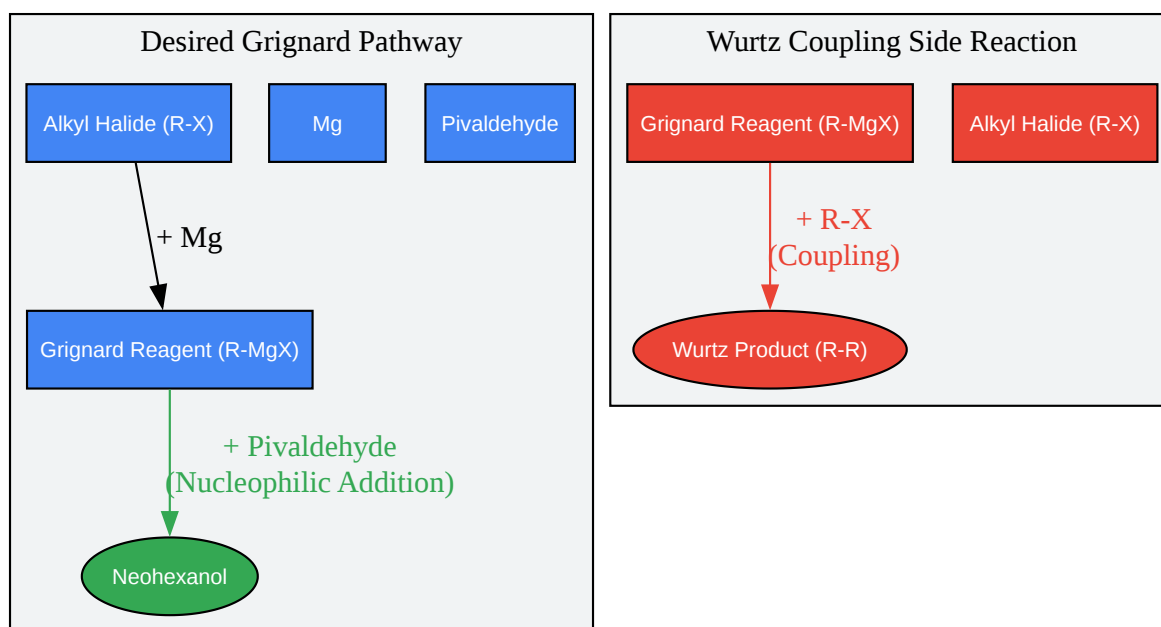 Desired Grignard Pathway
Alkyl Halide (R-X)
Mg
Pivaldehyde
+ Mg
Grignard Reagent (R-MgX)
+ Pivaldehyde
(Nucleophilic Addition)
Neohexanol
Wurtz Coupling Side Reaction
Grignard Reagent (R-MgX)
Alkyl Halide (R-X)
+ R-X
(Coupling)
Wurtz Product (R-R)